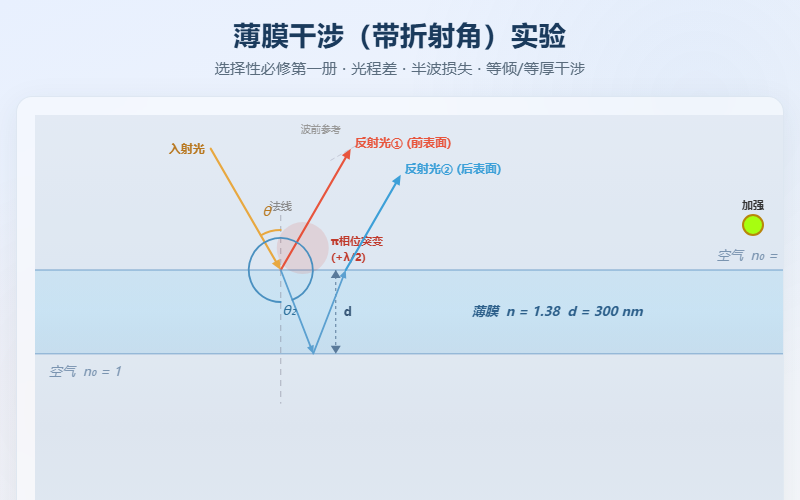 薄膜干涉（带折射角）实验
选择性必修第一册 · 光程差 · 半波损失 · 等倾/等厚干涉
波前参考
入射光
反射光① (前表面)
反射光② (后表面)
θ
法线
加强
π相位突变
(+λ/2)
空气 n₀ =
θ₂
d
薄膜 n = 1.38 d = 300 nm
空气 n₀ = 1